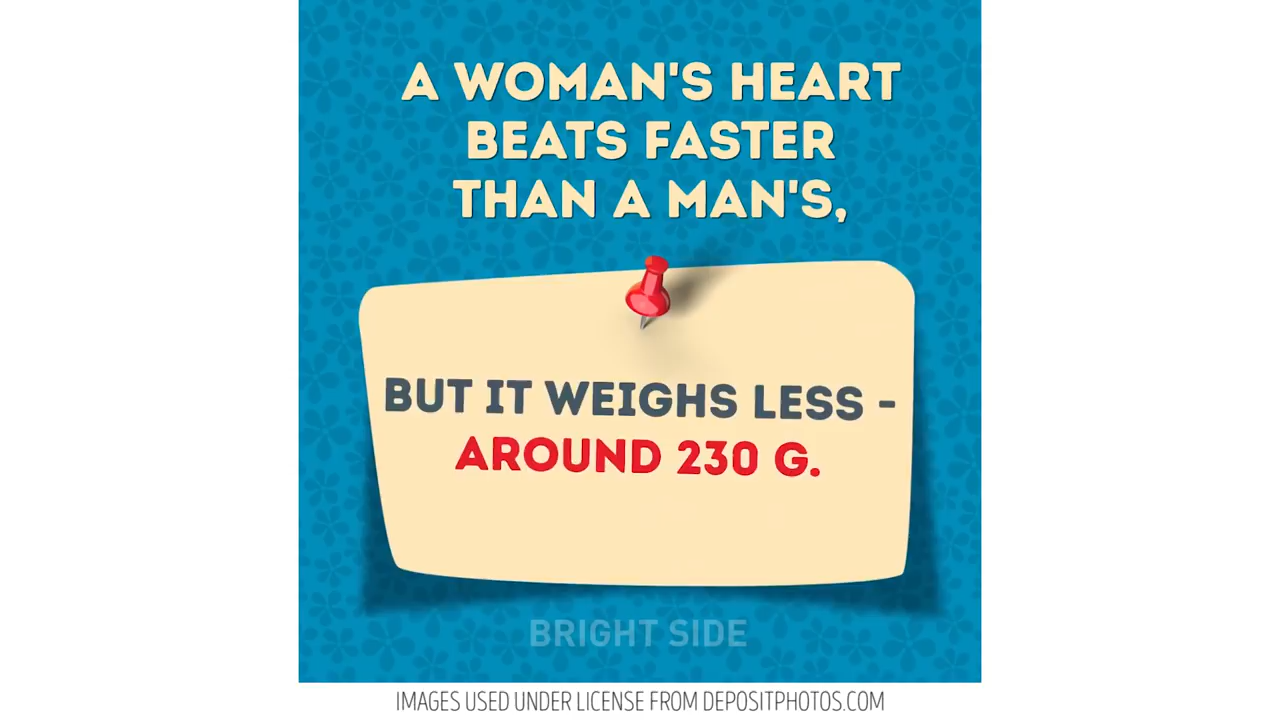 A WOMAN'S HEART
BEATS FASTER
THAN A MAN'S,
BUT IT WEIGHS LESS -
AROUND 230 G.
BRIGHT SIDE
IMAGES USED UNDER LICENSE FROM DEPOSITPHOTOS.COM